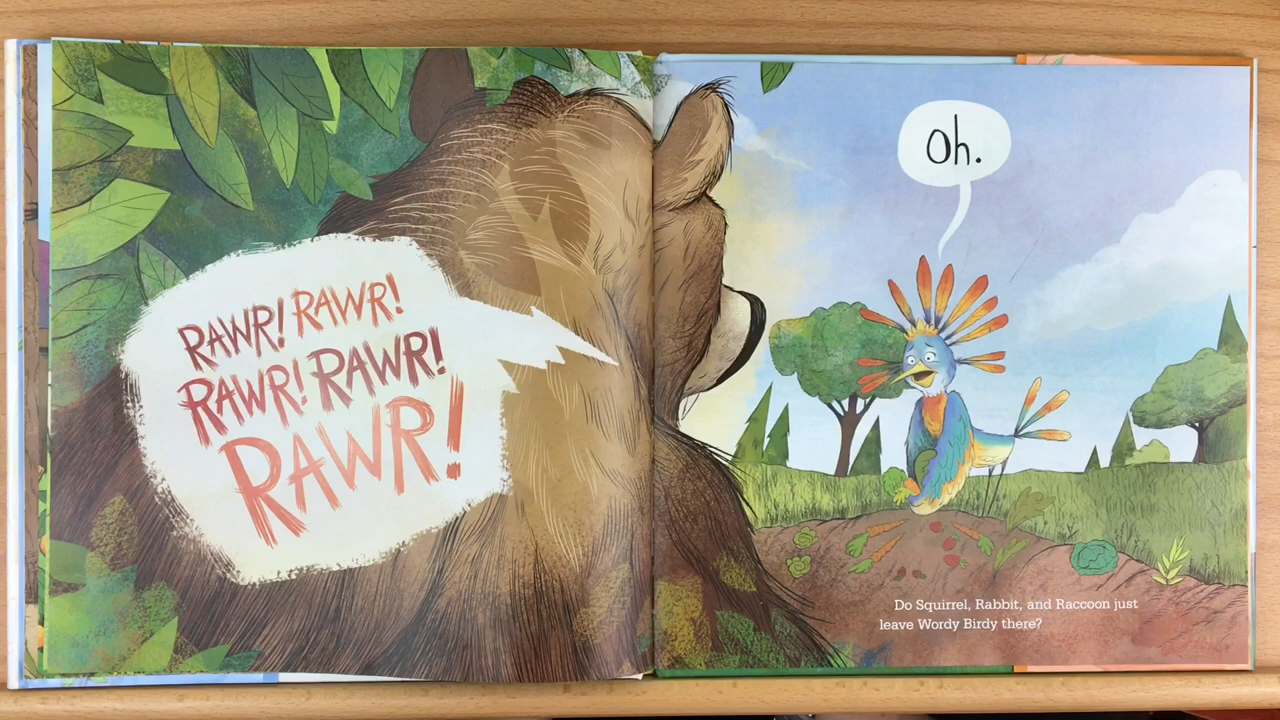 RAWR! RAWR!
RAWR! RAWR!
RAWR!
Oh.
Do Squirrel, Rabbit, and Raccoon just
leave Wordy Birdy there?